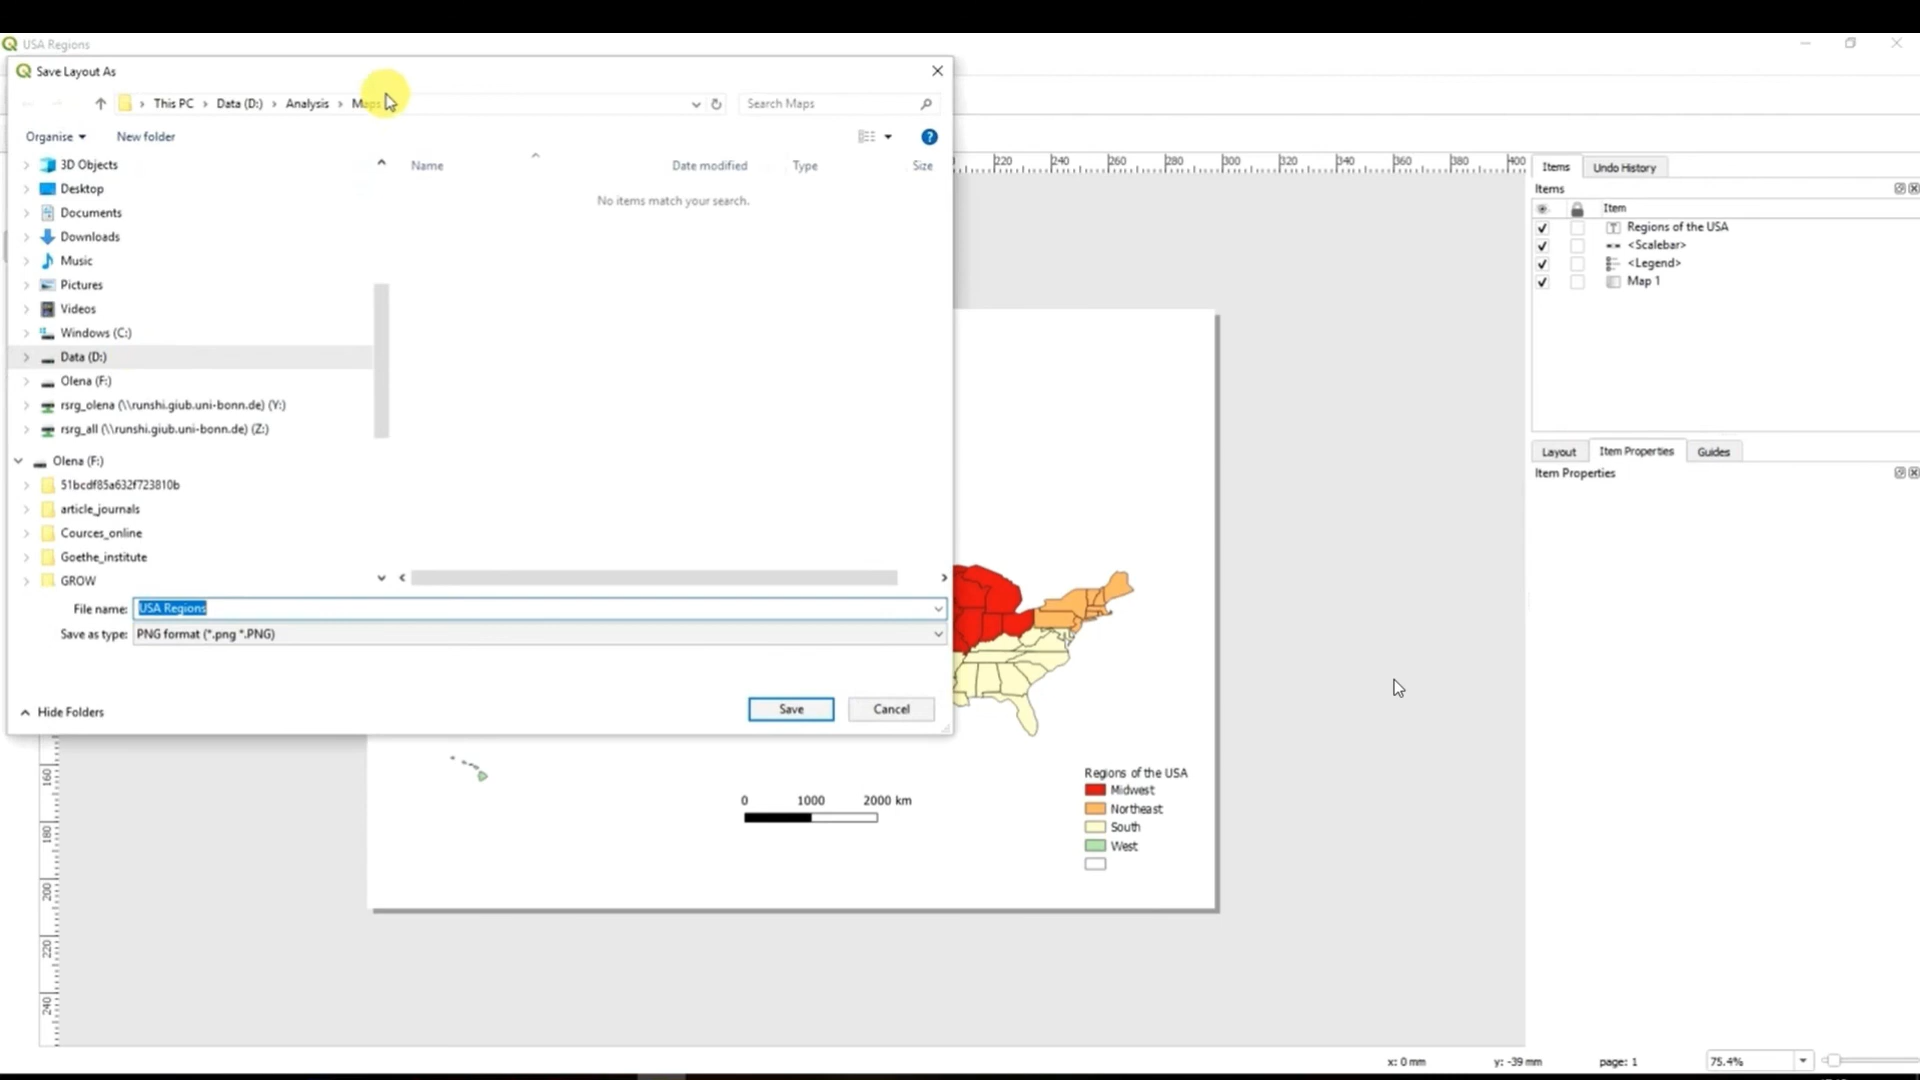 USA Regions
Save Layout As
This PC > Data (D:) > Analysis > Maps
Search Maps
Organise
New folder
Name
Date modified
Type
Size
No items match your search.
3D Objects
Desktop
Documents
Downloads
Music
Pictures
Videos
Windows (C:)
Data (D:)
Olena (F:)
rsrg_olena (\\runshi.giub.uni-bonn.de) (Y:)
rsrg_all (\\runshi.giub.uni-bonn.de) (Z:)
Olena (F:)
51bcdf85a632f723810b
article_journals
Cources_online
Goethe_institute
GROW
File name: USA Regions
Save as type: PNG format (*.png *.PNG)
Hide Folders
Save
Cancel
220 240 260 280 300 320 340 360 380 400
Items
Undo History
Items
Item
Regions of the USA
<Scalebar>
<Legend>
Map 1
Layout
Item Properties
Guides
Item Properties
160
180
200
220
240
0 1000 2000 km
Regions of the USA
Midwest
Northeast
South
West
x: 0 mm
y: -39 mm
page: 1
75.4%